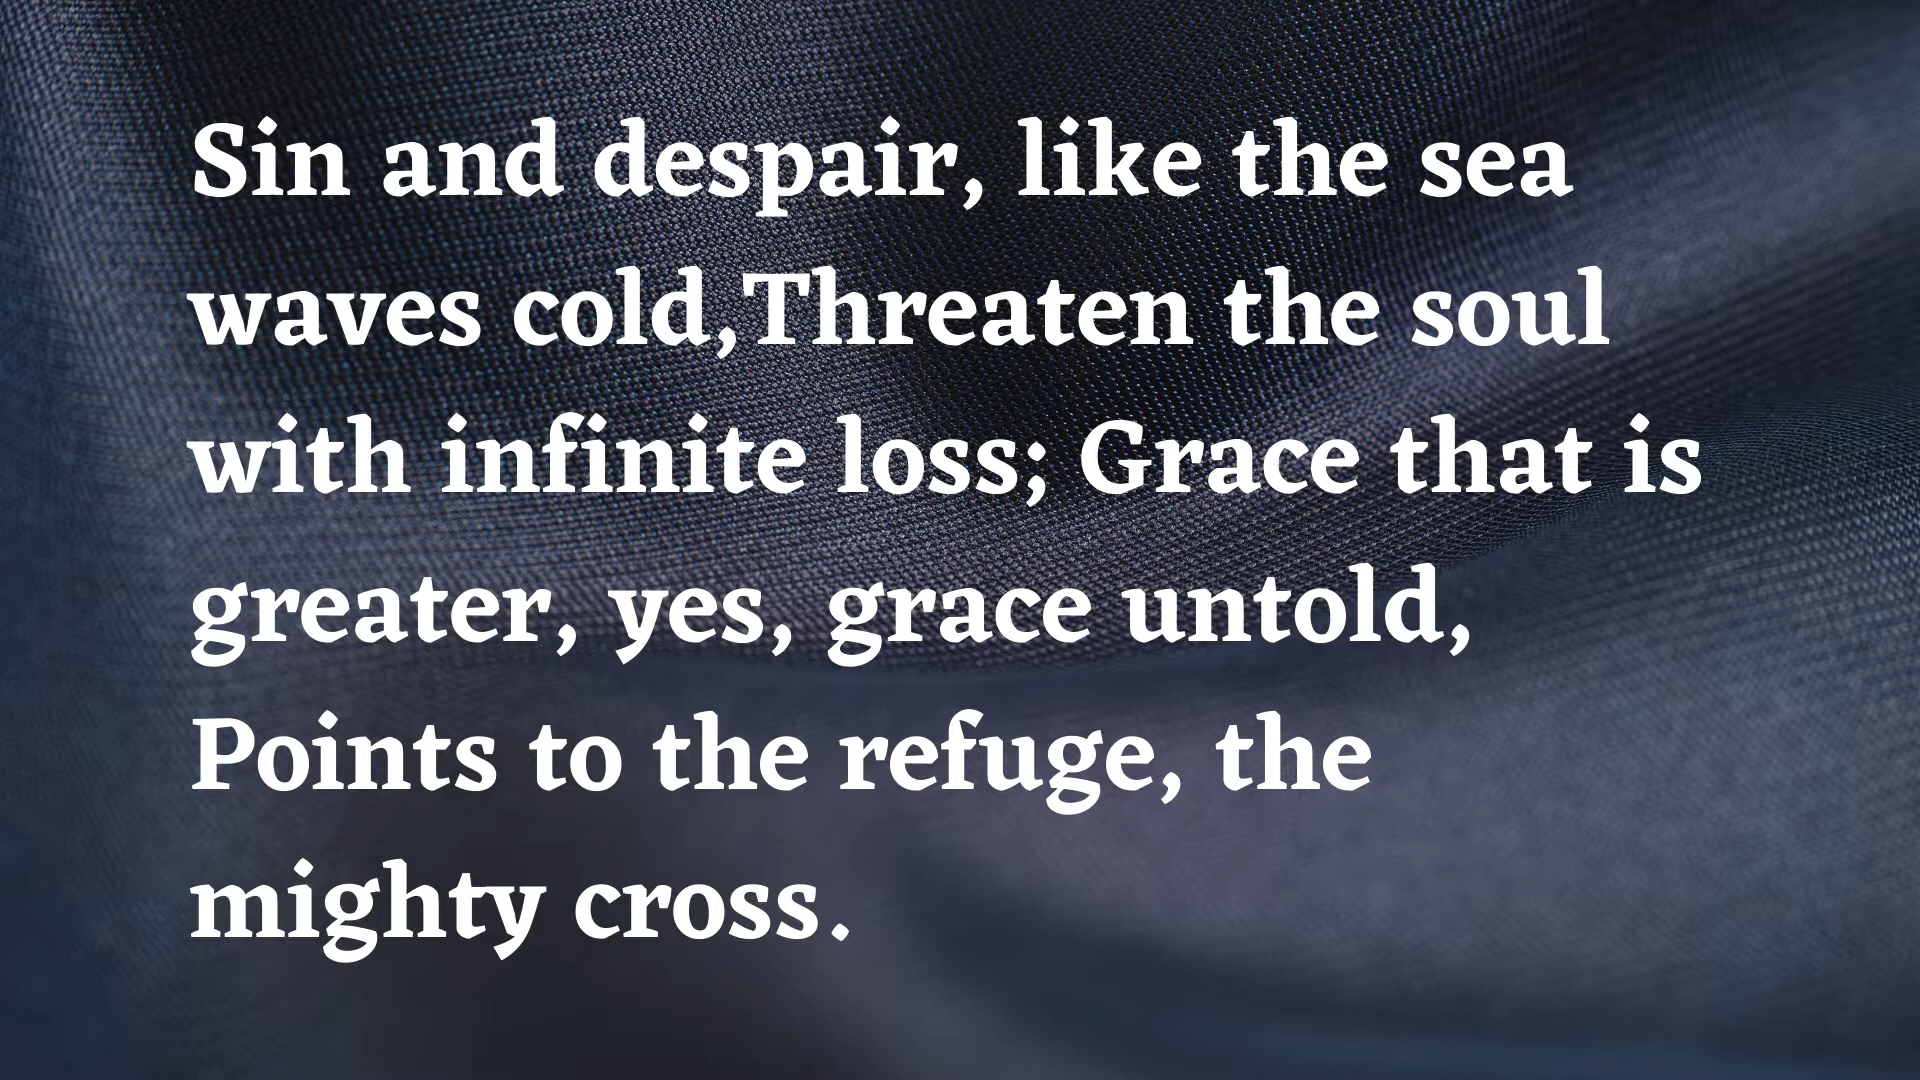 Sin and despair, like the sea
waves cold,Threaten the soul
with infinite loss; Grace that is
greater, yes, grace untold,
Points to the refuge, the
mighty cross.